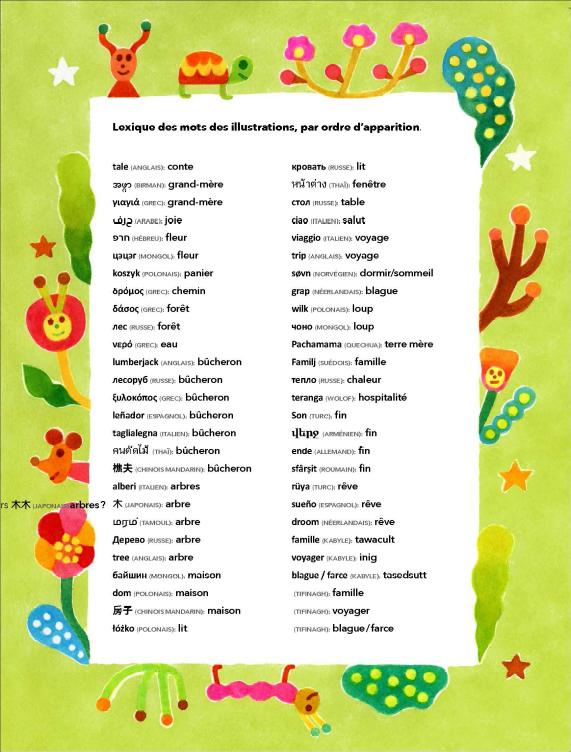 Lexique des mots des illustrations, par ordre d'apparition.
tale (ANGLAIS): conte
(BIRMAN): grand-mère
γιαγιά (GREC): grand-mère
(ARABE): joie
פרח (HÉBREU): fleur
цэцэг (MONGOL): fleur
koszyk (POLONAIS): panier
δρόμος (GREC): chemin
δάσος (GREC): forêt
лес (RUSSE): forêt
νερό (GREC): eau
lumberjack (ANGLAIS): bûcheron
лесоруб (RUSSE): bûcheron
ξυλοκόπος (GREC): bûcheron
leñador (ESPAGNOL): bûcheron
taglialegna (ITALIEN): bûcheron
คนตัดไม้ (THAÏ): bûcheron
樵夫 (CHINOIS MANDARIN): bûcheron
alberi (ITALIEN): arbres
rs 木木 (JAPONAIS) arbres ?
木 (JAPONAIS): arbre
மரம் (TAMOUL): arbre
Дерево (RUSSE): arbre
tree (ANGLAIS): arbre
байшин (MONGOL): maison
dom (POLONAIS): maison
房子 (CHINOIS MANDARIN): maison
łóżko (POLONAIS): lit
кровать (RUSSE): lit
หน้าต่าง (THAÏ): fenêtre
стол (RUSSE): table
ciao (ITALIEN): salut
viaggio (ITALIEN): voyage
trip (ANGLAIS): voyage
søvn (NORVÉGIEN): dormir/sommeil
grap (NÉERLANDAIS): blague
wilk (POLONAIS): loup
чоно (MONGOL): loup
Pachamama (QUECHUA): terre mère
Familj (SUÉDOIS): famille
тепло (RUSSE): chaleur
teranga (WOLOF): hospitalité
Son (TURC): fin
վերջ (ARMÉNIEN): fin
ende (ALLEMAND): fin
sfârșit (ROUMAIN): fin
rüya (TURC): rêve
sueño (ESPAGNOL): rêve
droom (NÉERLANDAIS): rêve
famille (KABYLE): tawacult
voyager (KABYLE): inig
blague / farce (KABYLE): tasedsutt
(TIFINAGH): famille
(TIFINAGH): voyager
(TIFINAGH): blague/farce